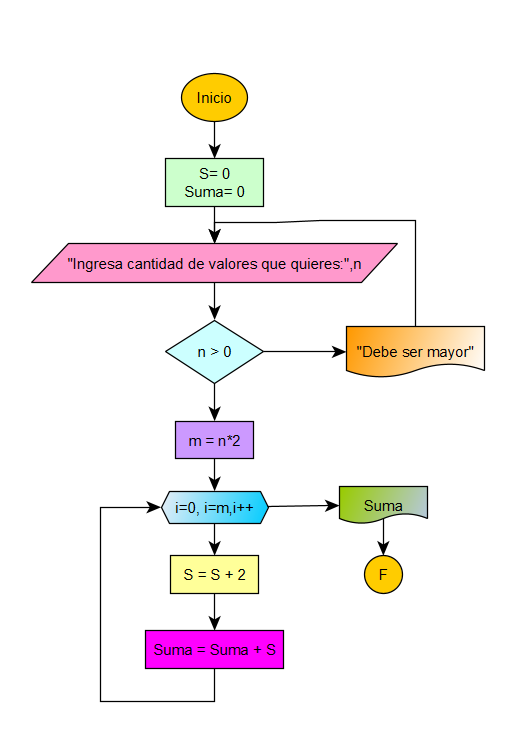 Inicio
S= 0
Suma= 0
"Ingresa cantidad de valores que quieres:",n
n > 0
"Debe ser mayor"
m = n*2
i=0, i=m,i++
Suma
S = S + 2
F
Suma = Suma + S